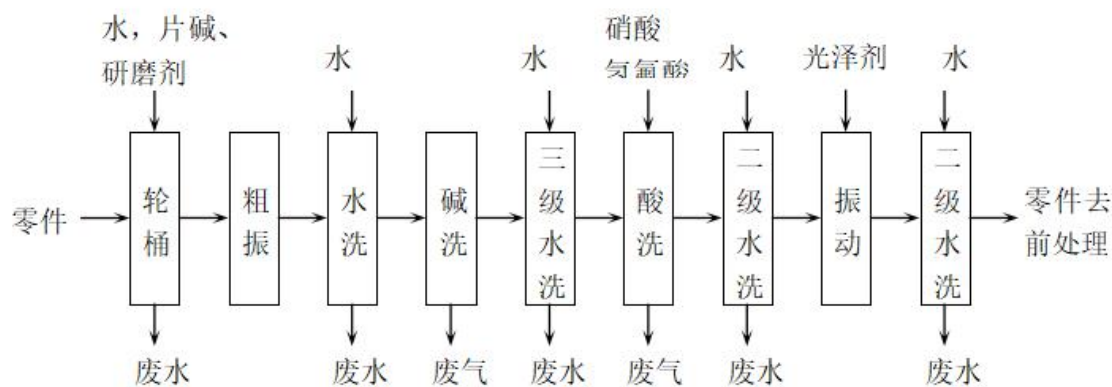 水，片碱、
研磨剂
水
水
硝酸
氢氟酸
水
光泽剂
水
零件
轮桶
粗振
水洗
碱洗
三级水洗
酸洗
二级水洗
振动
二级水洗
零件去
前处理
废水
废水
废气
废水
废气
废水
废水